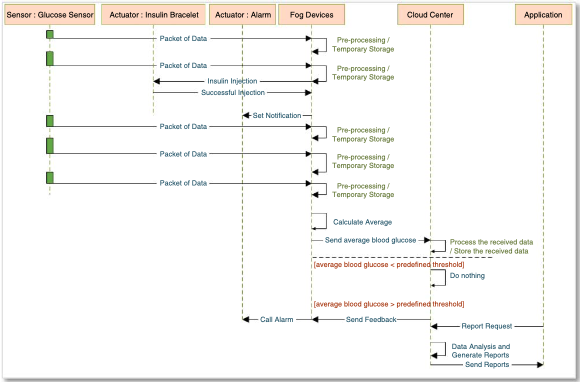 Sensor : Glucose Sensor
Actuator : Insulin Bracelet
Actuator : Alarm
Fog Devices
Cloud Center
Application
Packet of Data
Pre-processing /
Temporary Storage
Packet of Data
Pre-processing /
Temporary Storage
Insulin Injection
Successful Injection
Set Notification
Packet of Data
Pre-processing /
Temporary Storage
Packet of Data
Pre-processing /
Temporary Storage
Packet of Data
Pre-processing /
Temporary Storage
Calculate Average
Send average blood glucose
Process the received data
/ Store the received data
[average blood glucose < predefined threshold]
Do nothing
[average blood glucose > predefined threshold]
Call Alarm
Send Feedback
Report Request
Data Analysis and
Generate Reports
Send Reports